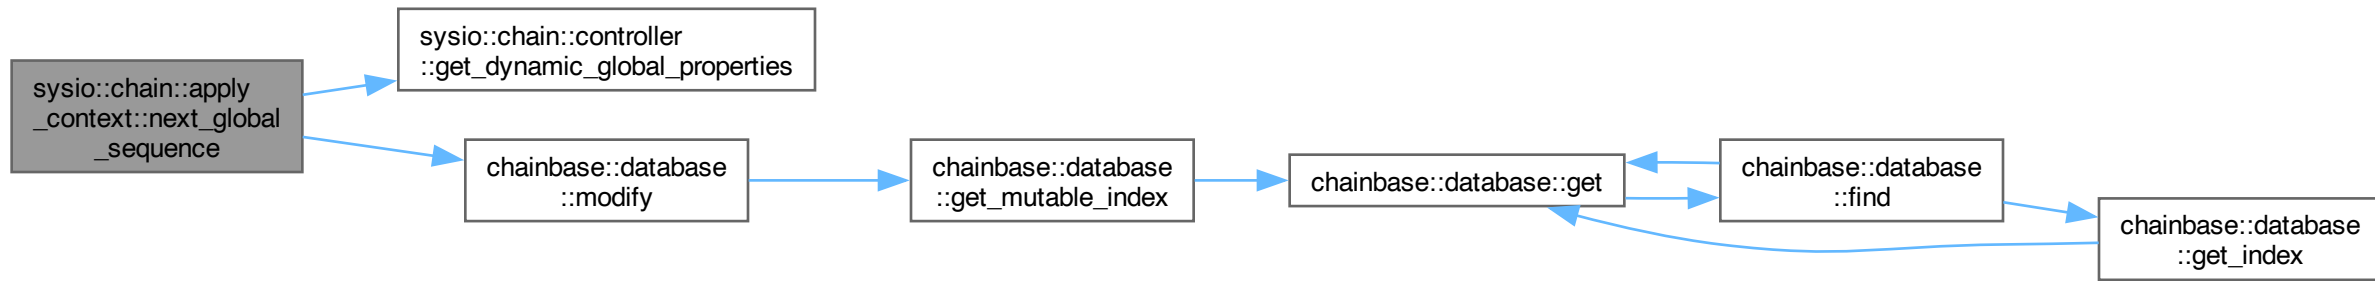 sysio::chain::apply
_context::next_global
_sequence
sysio::chain::controller
::get_dynamic_global_properties
chainbase::database
::modify
chainbase::database
::get_mutable_index
chainbase::database::get
chainbase::database
::find
chainbase::database
::get_index